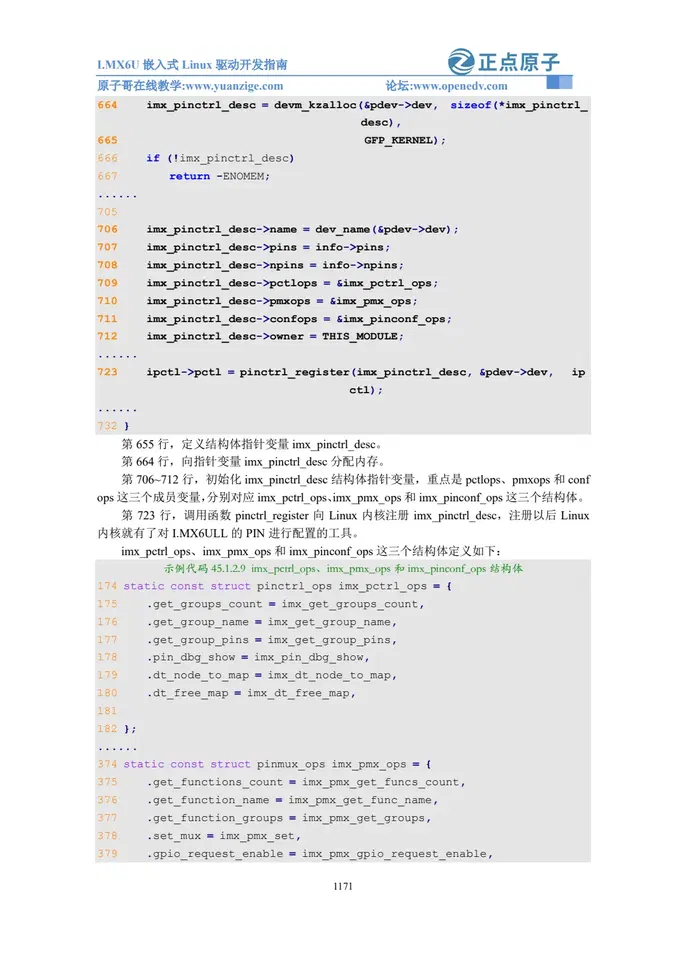 I.MX6U 嵌入式 Linux 驱动开发指南
正点原子
原子哥在线教学:www.yuanzige.com 论坛:www.openedv.com
664 imx_pinctrl_desc = devm_kzalloc(&pdev->dev, sizeof(*imx_pinctrl_
desc),
665 GFP_KERNEL);
666 if (!imx_pinctrl_desc)
667 return -ENOMEM;
......
705
706 imx_pinctrl_desc->name = dev_name(&pdev->dev);
707 imx_pinctrl_desc->pins = info->pins;
708 imx_pinctrl_desc->npins = info->npins;
709 imx_pinctrl_desc->pctlops = &imx_pctrl_ops;
710 imx_pinctrl_desc->pmxops = &imx_pmx_ops;
711 imx_pinctrl_desc->confops = &imx_pinconf_ops;
712 imx_pinctrl_desc->owner = THIS_MODULE;
......
723 ipctl->pctl = pinctrl_register(imx_pinctrl_desc, &pdev->dev, ip
ctl);
......
732 }
第 655 行，定义结构体指针变量 imx_pinctrl_desc。
第 664 行，向指针变量 imx_pinctrl_desc 分配内存。
第 706~712 行，初始化 imx_pinctrl_desc 结构体指针变量，重点是 pctlops、pmxops 和 conf
ops 这三个成员变量，分别对应 imx_pctrl_ops、imx_pmx_ops 和 imx_pinconf_ops 这三个结构体。
第 723 行，调用函数 pinctrl_register 向 Linux 内核注册 imx_pinctrl_desc，注册以后 Linux
内核就有了对 I.MX6ULL 的 PIN 进行配置的工具。
imx_pctrl_ops、imx_pmx_ops 和 imx_pinconf_ops 这三个结构体定义如下：
示例代码 45.1.2.9 imx_pctrl_ops、imx_pmx_ops 和 imx_pinconf_ops 结构体
174 static const struct pinctrl_ops imx_pctrl_ops = {
175 .get_groups_count = imx_get_groups_count,
176 .get_group_name = imx_get_group_name,
177 .get_group_pins = imx_get_group_pins,
178 .pin_dbg_show = imx_pin_dbg_show,
179 .dt_node_to_map = imx_dt_node_to_map,
180 .dt_free_map = imx_dt_free_map,
181
182 };
......
374 static const struct pinmux_ops imx_pmx_ops = {
375 .get_functions_count = imx_pmx_get_funcs_count,
376 .get_function_name = imx_pmx_get_func_name,
377 .get_function_groups = imx_pmx_get_groups,
378 .set_mux = imx_pmx_set,
379 .gpio_request_enable = imx_pmx_gpio_request_enable,
1171